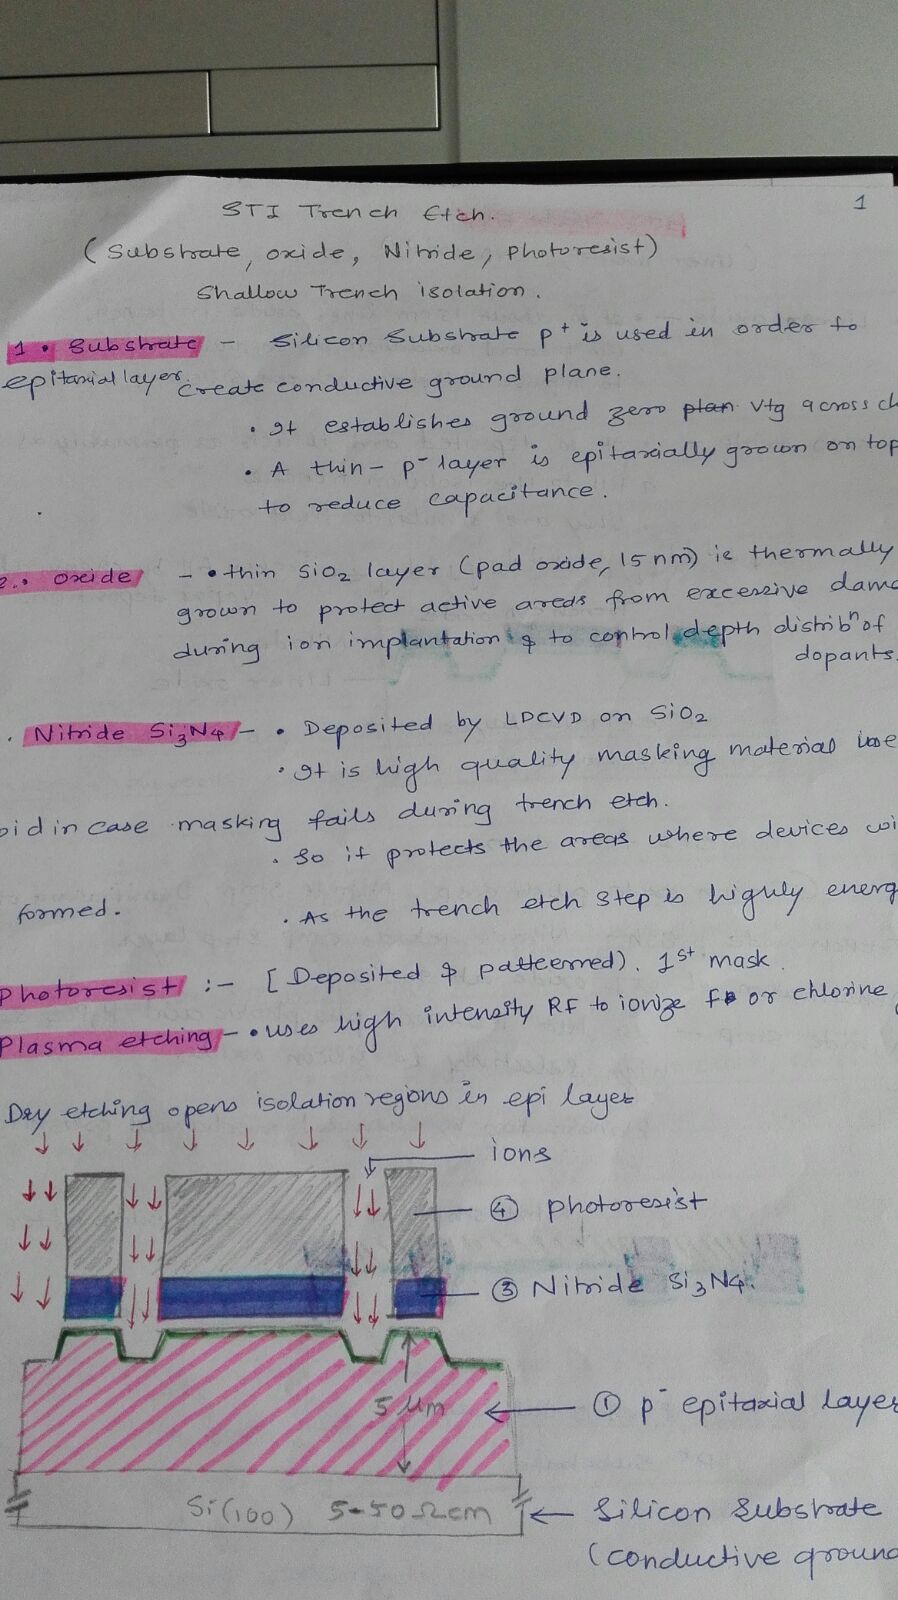 1
STI Trench Etch.
(Substrate, oxide, Nitride, Photoresist)
Shallow Trench isolation.
1. Substrate - Silicon Substrate p+ is used in order to
epitaxial layer. create conductive ground plane.
• It establishes ground zero plan vtg across ch
• A thin - p- layer is epitaxially grown on top
to reduce capacitance.
2. • oxide - • thin SiO2 layer (pad oxide, 15 nm) is thermally
grown to protect active areas from excessive dama
during ion implantation & to control depth distribn of
dopants.
. Nitride Si3N4 - • Deposited by LDCVD on SiO2
• It is high quality masking material use
oid in case masking fails during trench etch.
• So it protects the areas where devices wi
formed.
• As the trench etch step is highly energ
Photoresist :- [Deposited & patteerned). 1st mask.
Plasma etching - • uses high intensity RF to ionize F or chlorine
Dry etching opens isolation regions in epi layer
ions
④ photoresist
③ Nitride Si3N4.
5 μm
① p- epitaxial layer
Si(100) 5-50 Ωcm
Silicon Substrate
(conductive ground